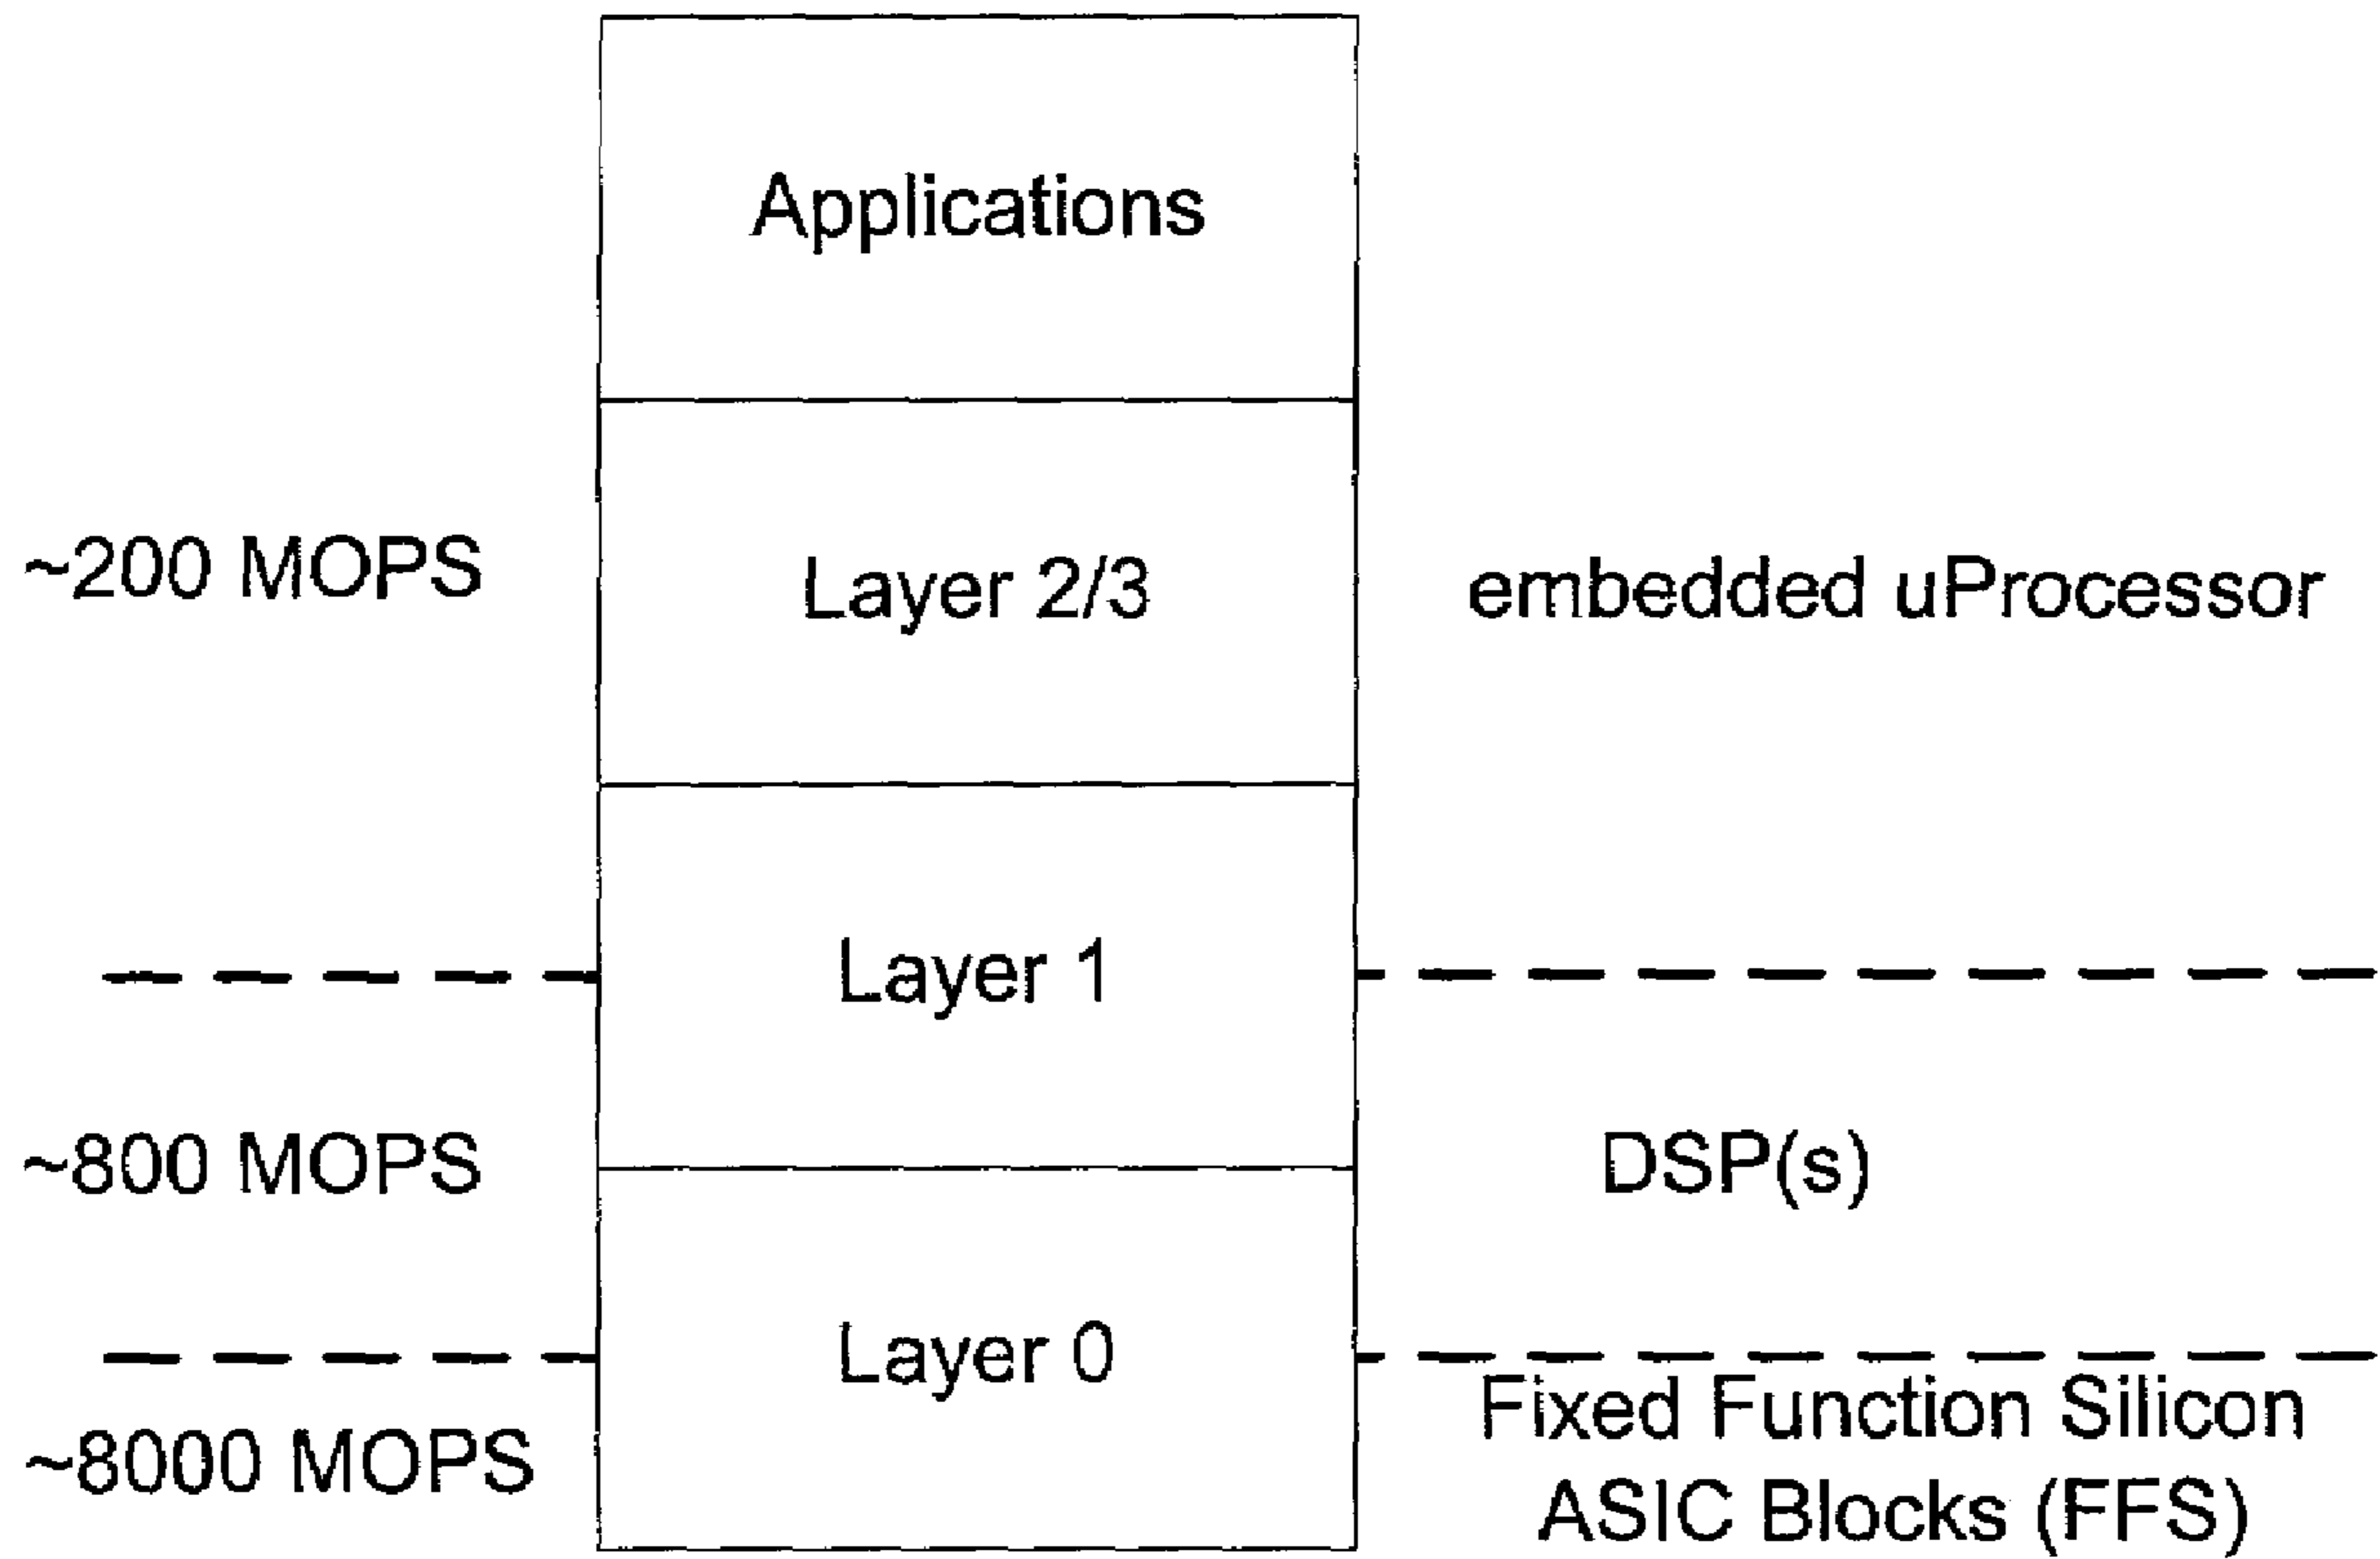 Applications
~200 MOPS
Layer 2/3
embedded uProcessor
Layer 1
~800 MOPS
DSP(s)
Layer 0
Fixed Function Silicon
~8000 MOPS
ASIC Blocks (FFS)